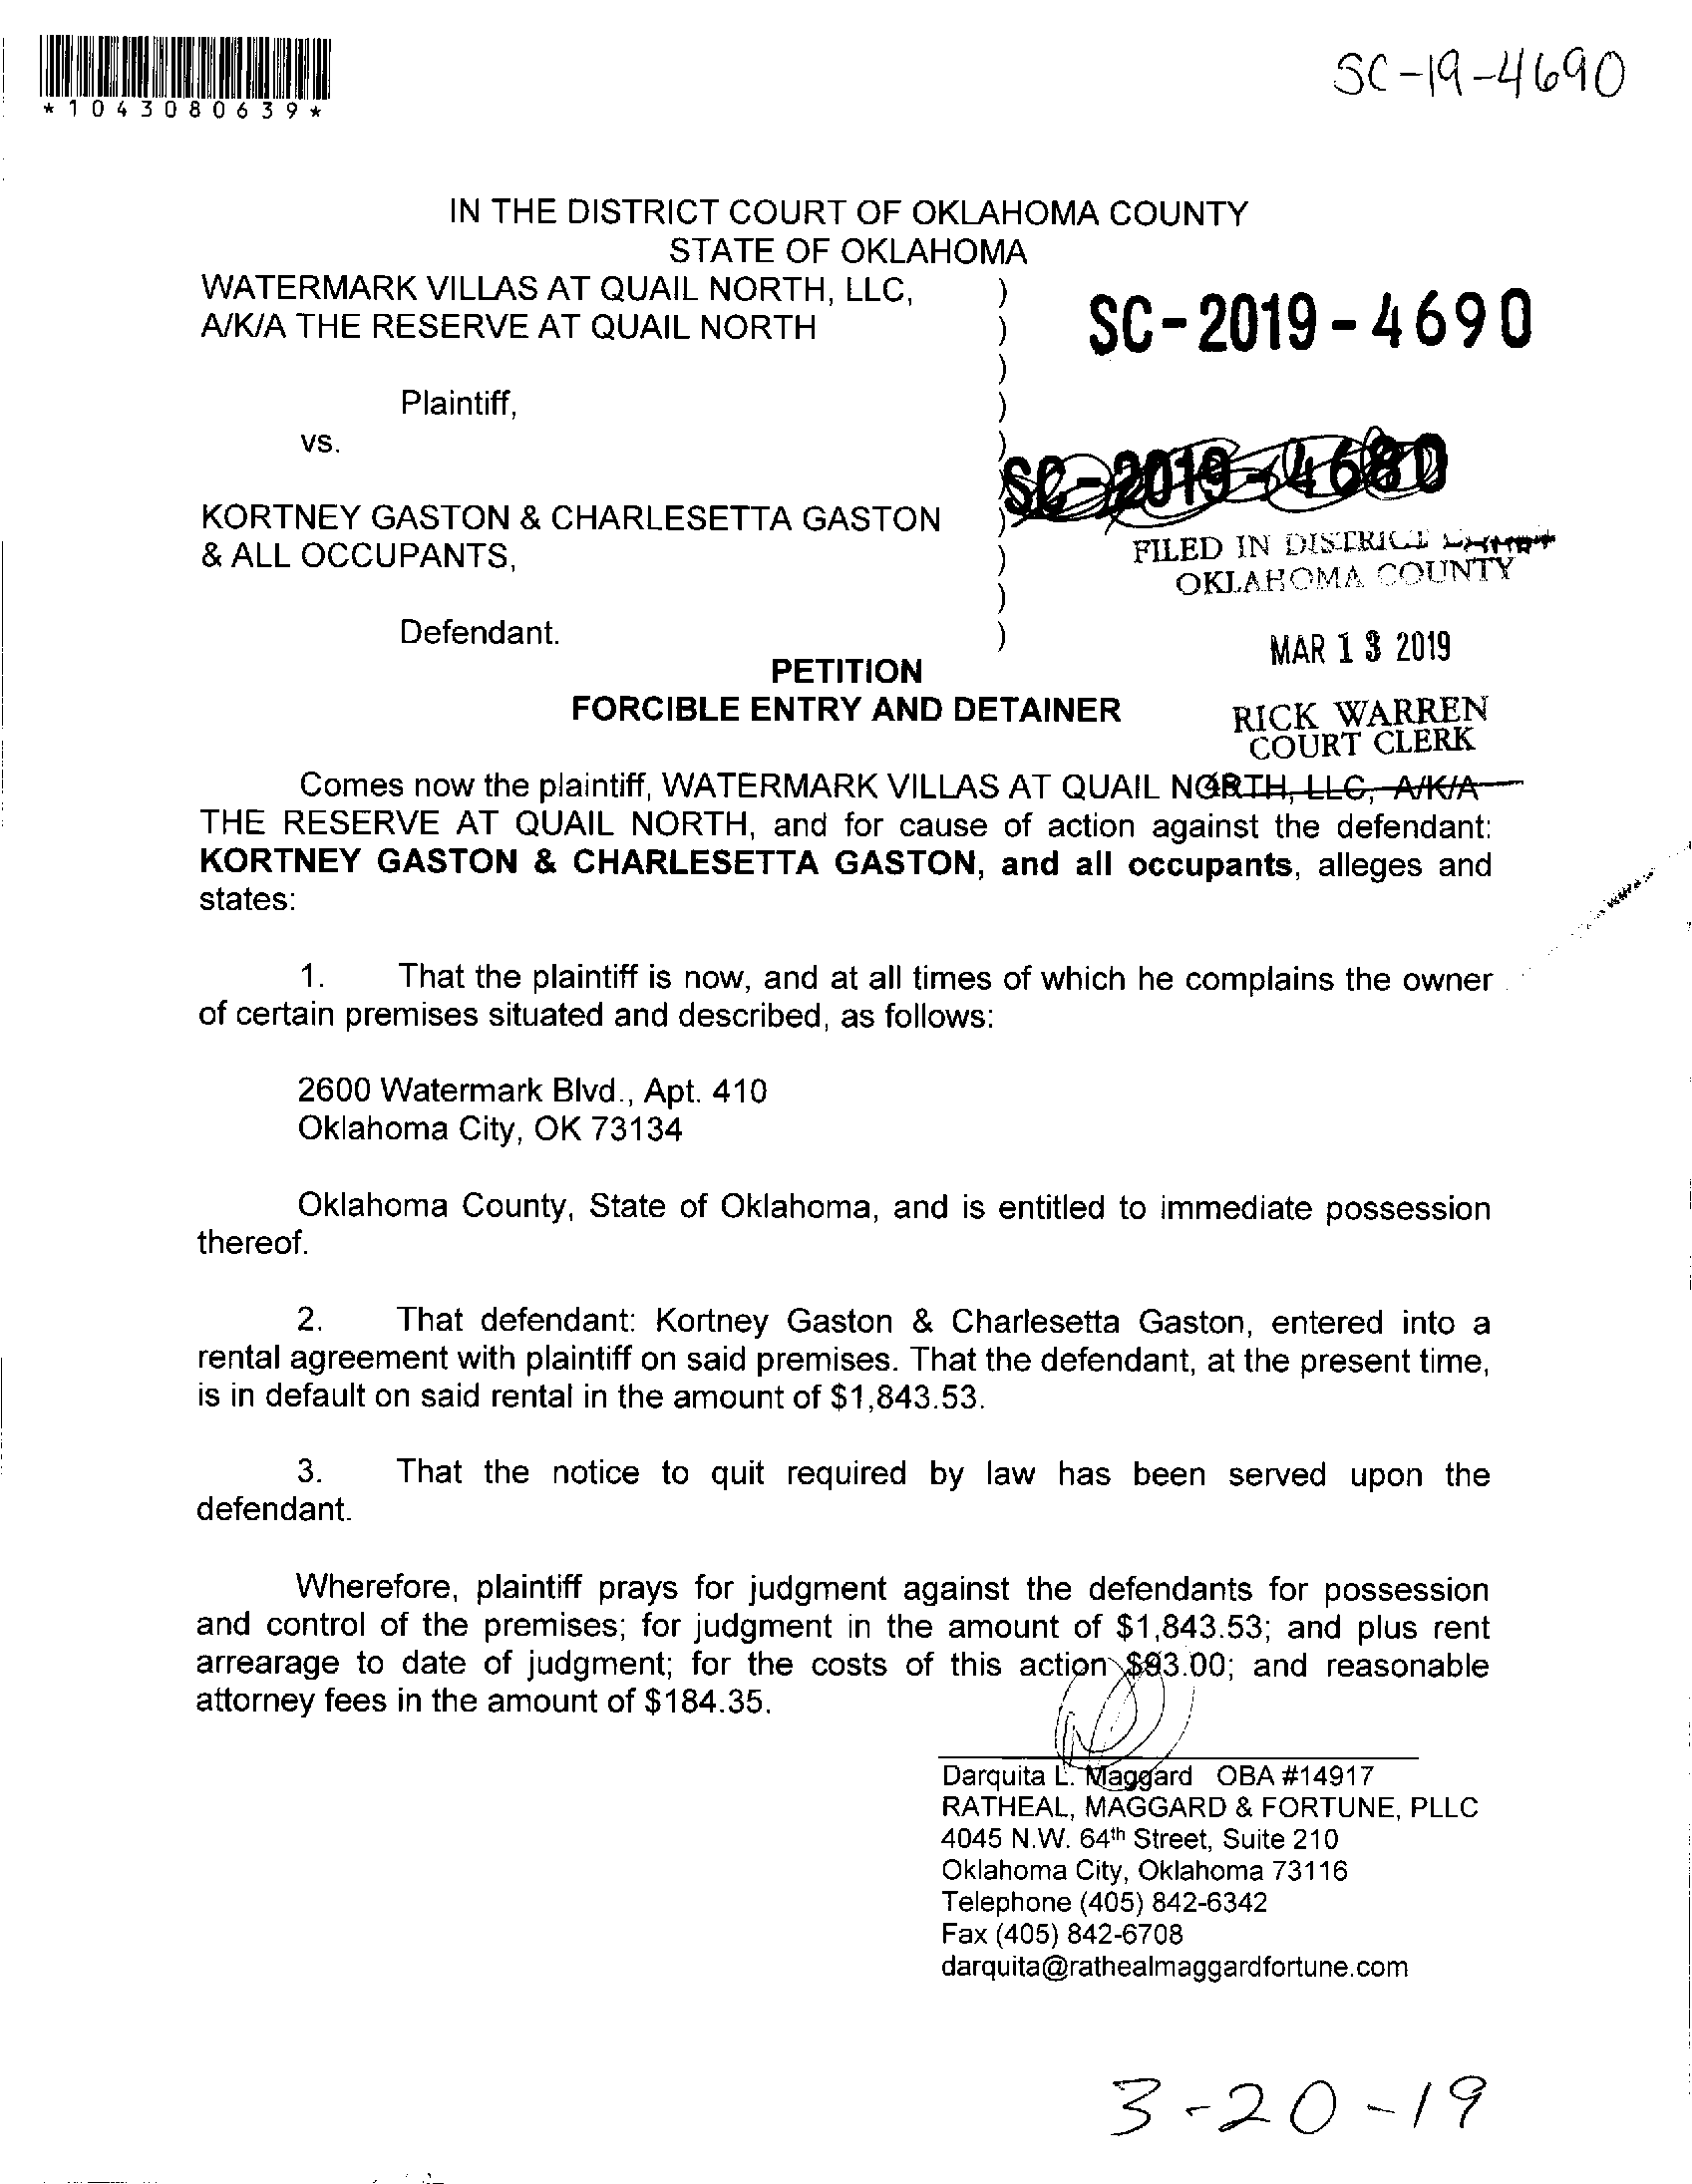 *1043080639*
SC-19-4690
IN THE DISTRICT COURT OF OKLAHOMA COUNTY
STATE OF OKLAHOMA
WATERMARK VILLAS AT QUAIL NORTH, LLC, )
A/K/A THE RESERVE AT QUAIL NORTH )
SC-2019-4690
)
Plaintiff, )
vs. )
SC-2019-4680
)
KORTNEY GASTON & CHARLESETTA GASTON )
& ALL OCCUPANTS, )
FILED IN DISTRICT
OKLAHOMA COUNTY
)
Defendant. )
MAR 13 2019
PETITION
FORCIBLE ENTRY AND DETAINER
RICK WARREN
COURT CLERK
Comes now the plaintiff, WATERMARK VILLAS AT QUAIL NORTH, LLC, A/K/A
THE RESERVE AT QUAIL NORTH, and for cause of action against the defendant:
KORTNEY GASTON & CHARLESETTA GASTON, and all occupants, alleges and
states:
1. That the plaintiff is now, and at all times of which he complains the owner
of certain premises situated and described, as follows:
2600 Watermark Blvd., Apt. 410
Oklahoma City, OK 73134
Oklahoma County, State of Oklahoma, and is entitled to immediate possession
thereof.
2. That defendant: Kortney Gaston & Charlesetta Gaston, entered into a
rental agreement with plaintiff on said premises. That the defendant, at the present time,
is in default on said rental in the amount of $1,843.53.
3. That the notice to quit required by law has been served upon the
defendant.
Wherefore, plaintiff prays for judgment against the defendants for possession
and control of the premises; for judgment in the amount of $1,843.53; and plus rent
arrearage to date of judgment; for the costs of this action $93.00; and reasonable
attorney fees in the amount of $184.35.
Darquita L. Maggard OBA #14917
RATHEAL, MAGGARD & FORTUNE, PLLC
4045 N.W. 64th Street, Suite 210
Oklahoma City, Oklahoma 73116
Telephone (405) 842-6342
Fax (405) 842-6708
darquita@rathealmaggardfortune.com
3-20-19